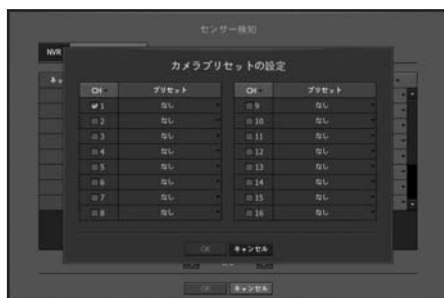 センサー検知
NVR
カメラプリセットの設定
CH プリセット CH プリセット
1 なし 9 なし
2 なし 10 なし
3 なし 11 なし
4 なし 12 なし
5 なし 13 なし
6 なし 14 なし
7 なし 15 なし
8 なし 16 なし
OK キャンセル
OK キャンセル